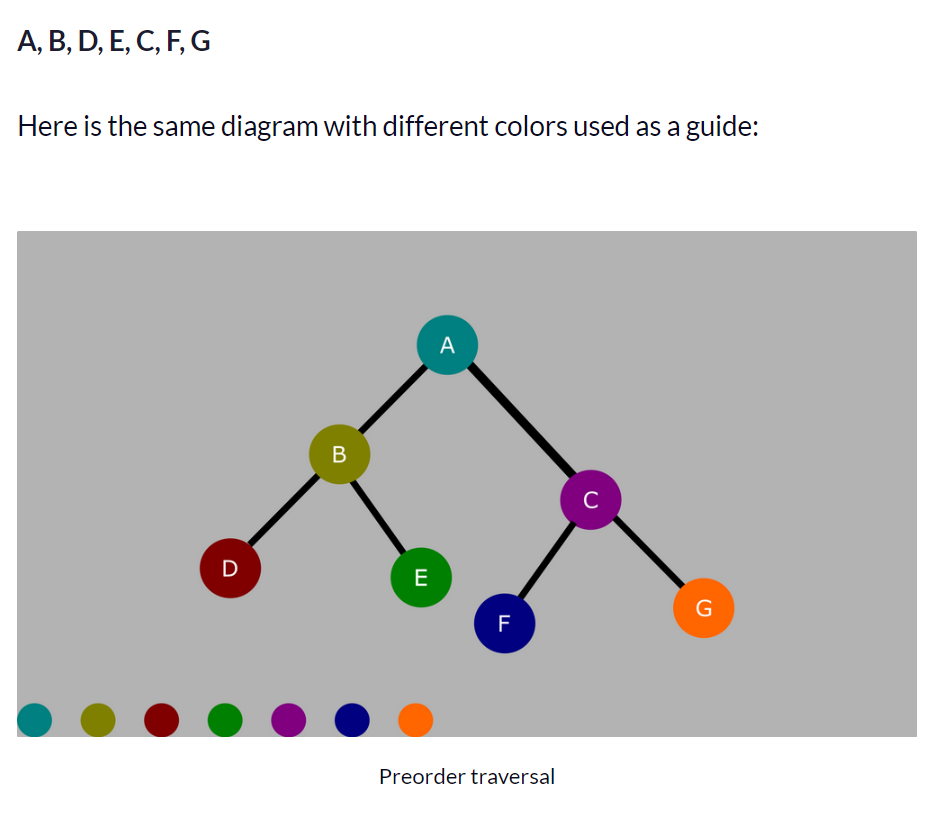 A, B, D, E, C, F, G
Here is the same diagram with different colors used as a guide:
A
B
C
D
E
F
G
Preorder traversal